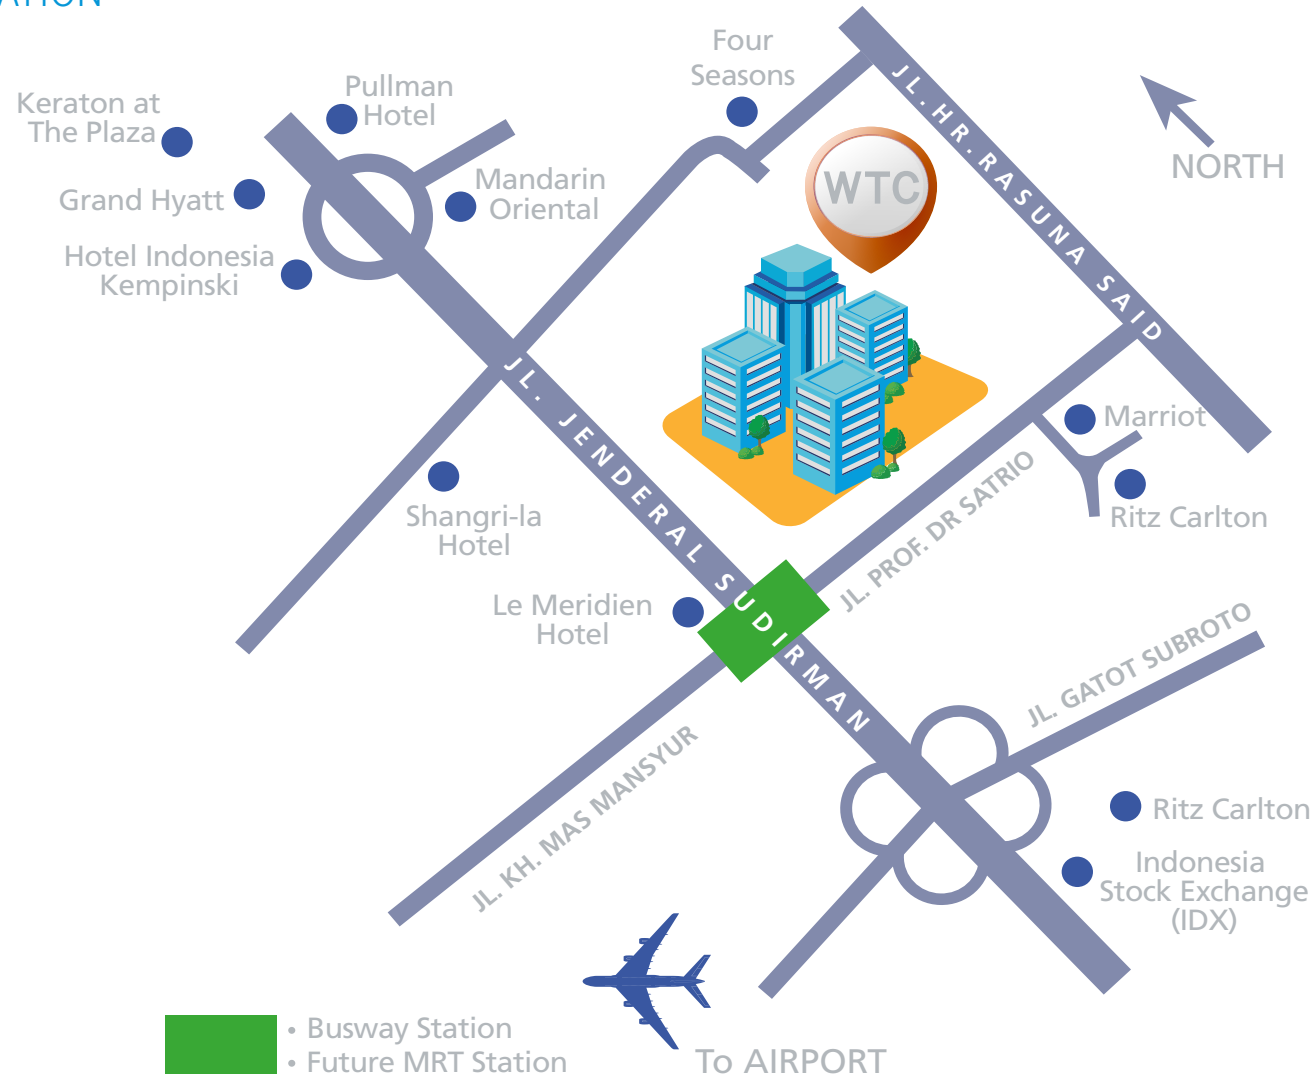 Four
Seasons
Pullman
Hotel
Keraton at
The Plaza
JL. HR. RASUNA SAID
NORTH
WTC
Mandarin
Oriental
Grand Hyatt
Hotel Indonesia
Kempinski
JL. JENDERAL SUDIRMAN
Marriot
Ritz Carlton
JL. PROF. DR SATRIO
Shangri-la
Hotel
Le Meridien
Hotel
JL. GATOT SUBROTO
JL. KH. MAS MANSYUR
Ritz Carlton
Indonesia
Stock Exchange
(IDX)
• Busway Station
• Future MRT Station
To AIRPORT